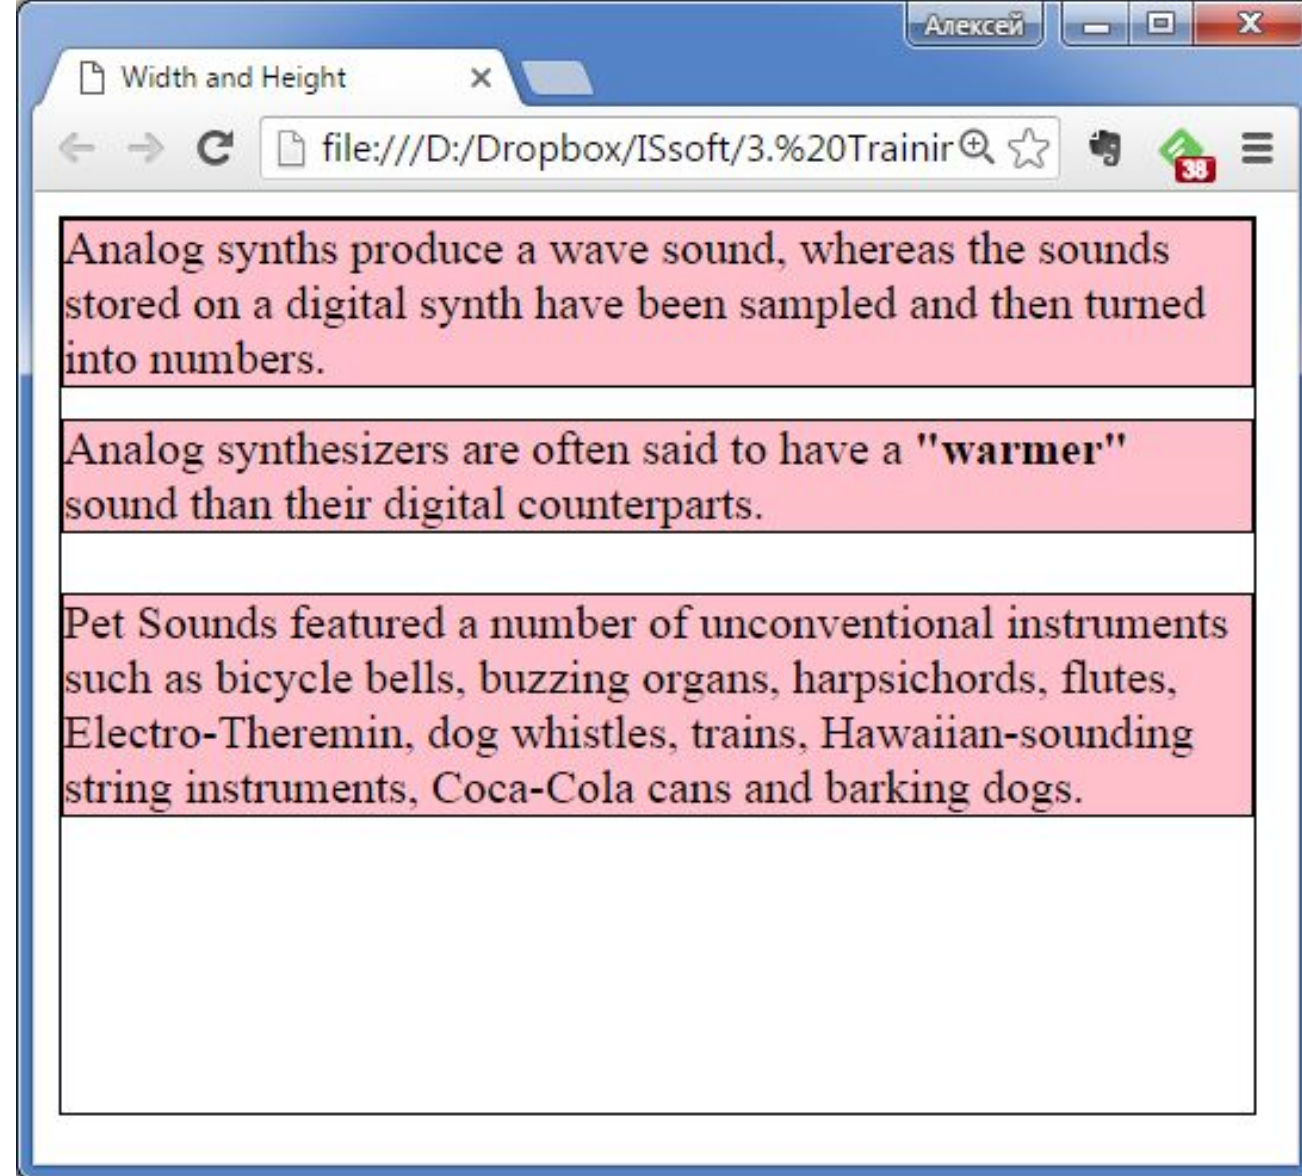 Алексей
Width and Height
file:///D:/Dropbox/ISsoft/3.%20Trainin
38
Analog synths produce a wave sound, whereas the sounds
stored on a digital synth have been sampled and then turned
into numbers.
Analog synthesizers are often said to have a "warmer"
sound than their digital counterparts.
Pet Sounds featured a number of unconventional instruments
such as bicycle bells, buzzing organs, harpsichords, flutes,
Electro-Theremin, dog whistles, trains, Hawaiian-sounding
string instruments, Coca-Cola cans and barking dogs.